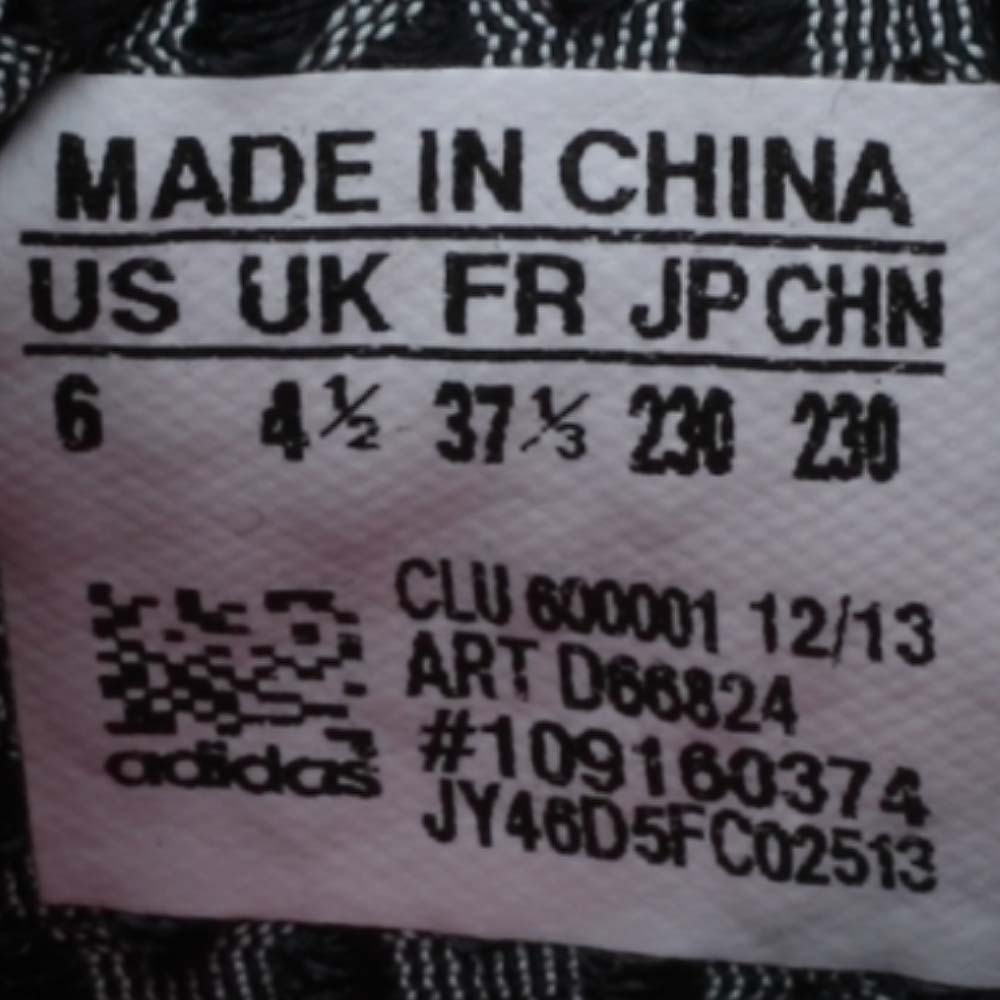 MADE IN CHINA
US UK FR JP CHN
6 4½ 37⅓ 230 230
CLU 600001 12/13
ART D66824
#109160374
JY46D5FC02513
adidas